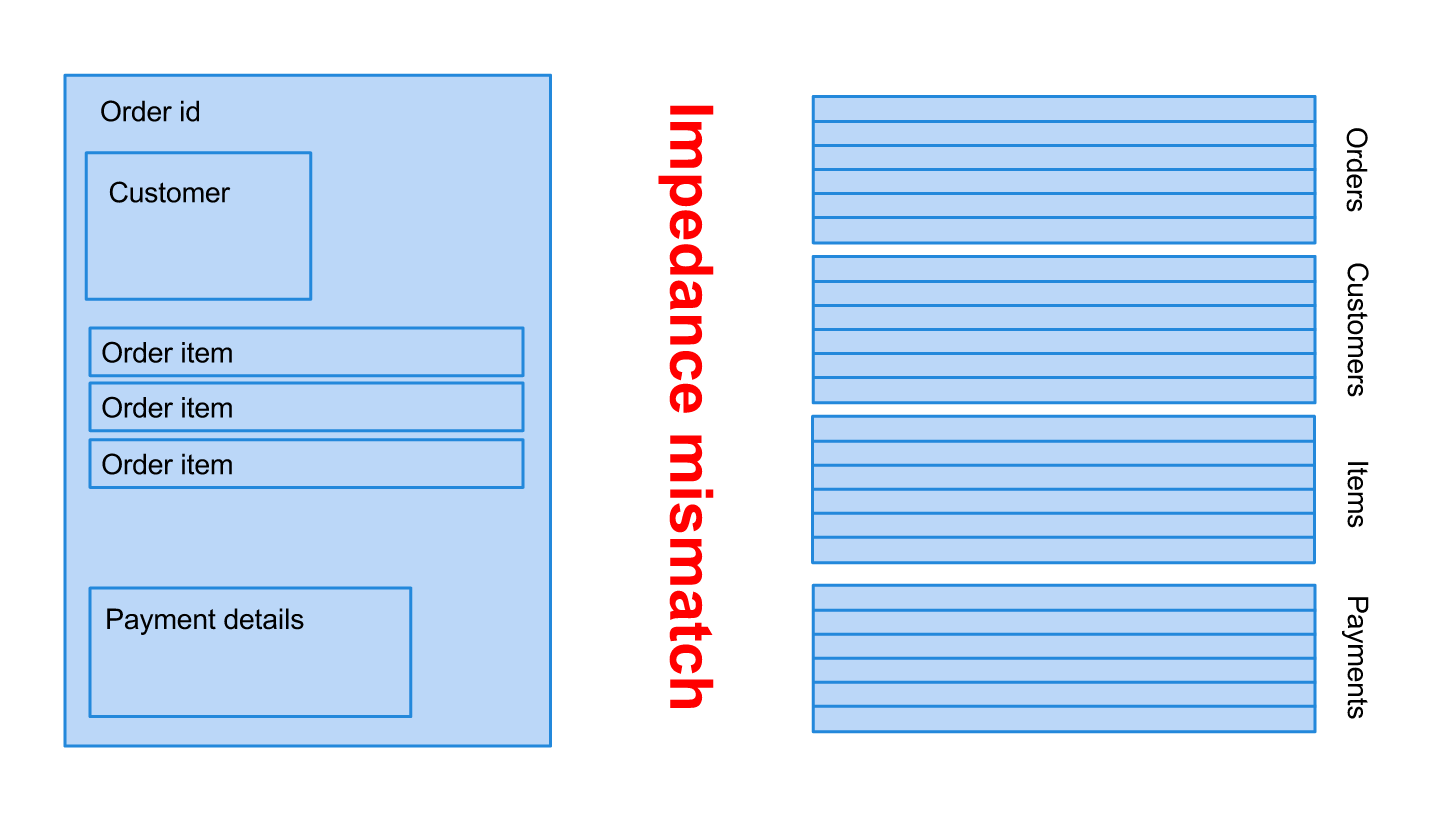 Order id
Customer
Order item
Order item
Order item
Payment details
Impedance mismatch
Orders
Customers
Items
Payments